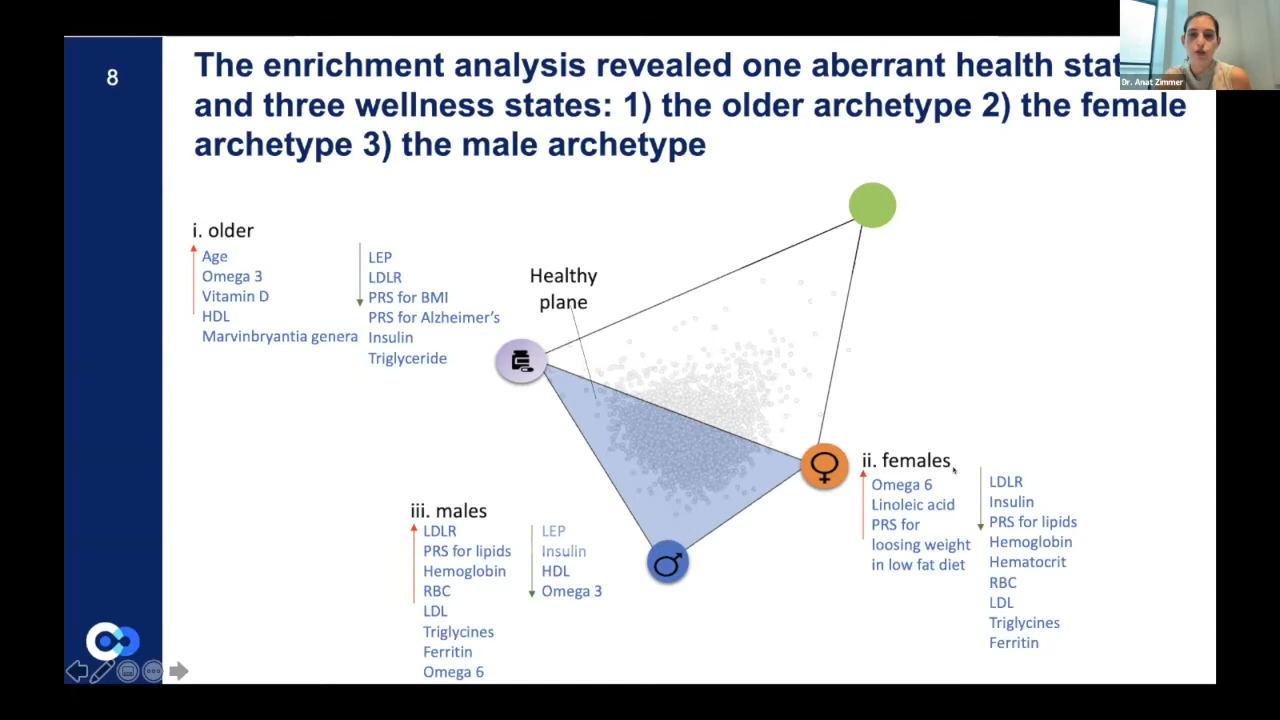 8
The enrichment analysis revealed one aberrant health stat
and three wellness states: 1) the older archetype 2) the female
archetype 3) the male archetype
Dr. Anat Zimmer
i. older
Age
Omega 3
Vitamin D
HDL
Marvinbryantia genera
LEP
LDLR
PRS for BMI
PRS for Alzheimer's
Insulin
Triglyceride
Healthy
plane
ii. females
Omega 6
Linoleic acid
PRS for
loosing weight
in low fat diet
LDLR
Insulin
PRS for lipids
Hemoglobin
Hematocrit
RBC
LDL
Triglycines
Ferritin
iii. males
LDLR
PRS for lipids
Hemoglobin
RBC
LDL
Triglycines
Ferritin
Omega 6
LEP
Insulin
HDL
Omega 3